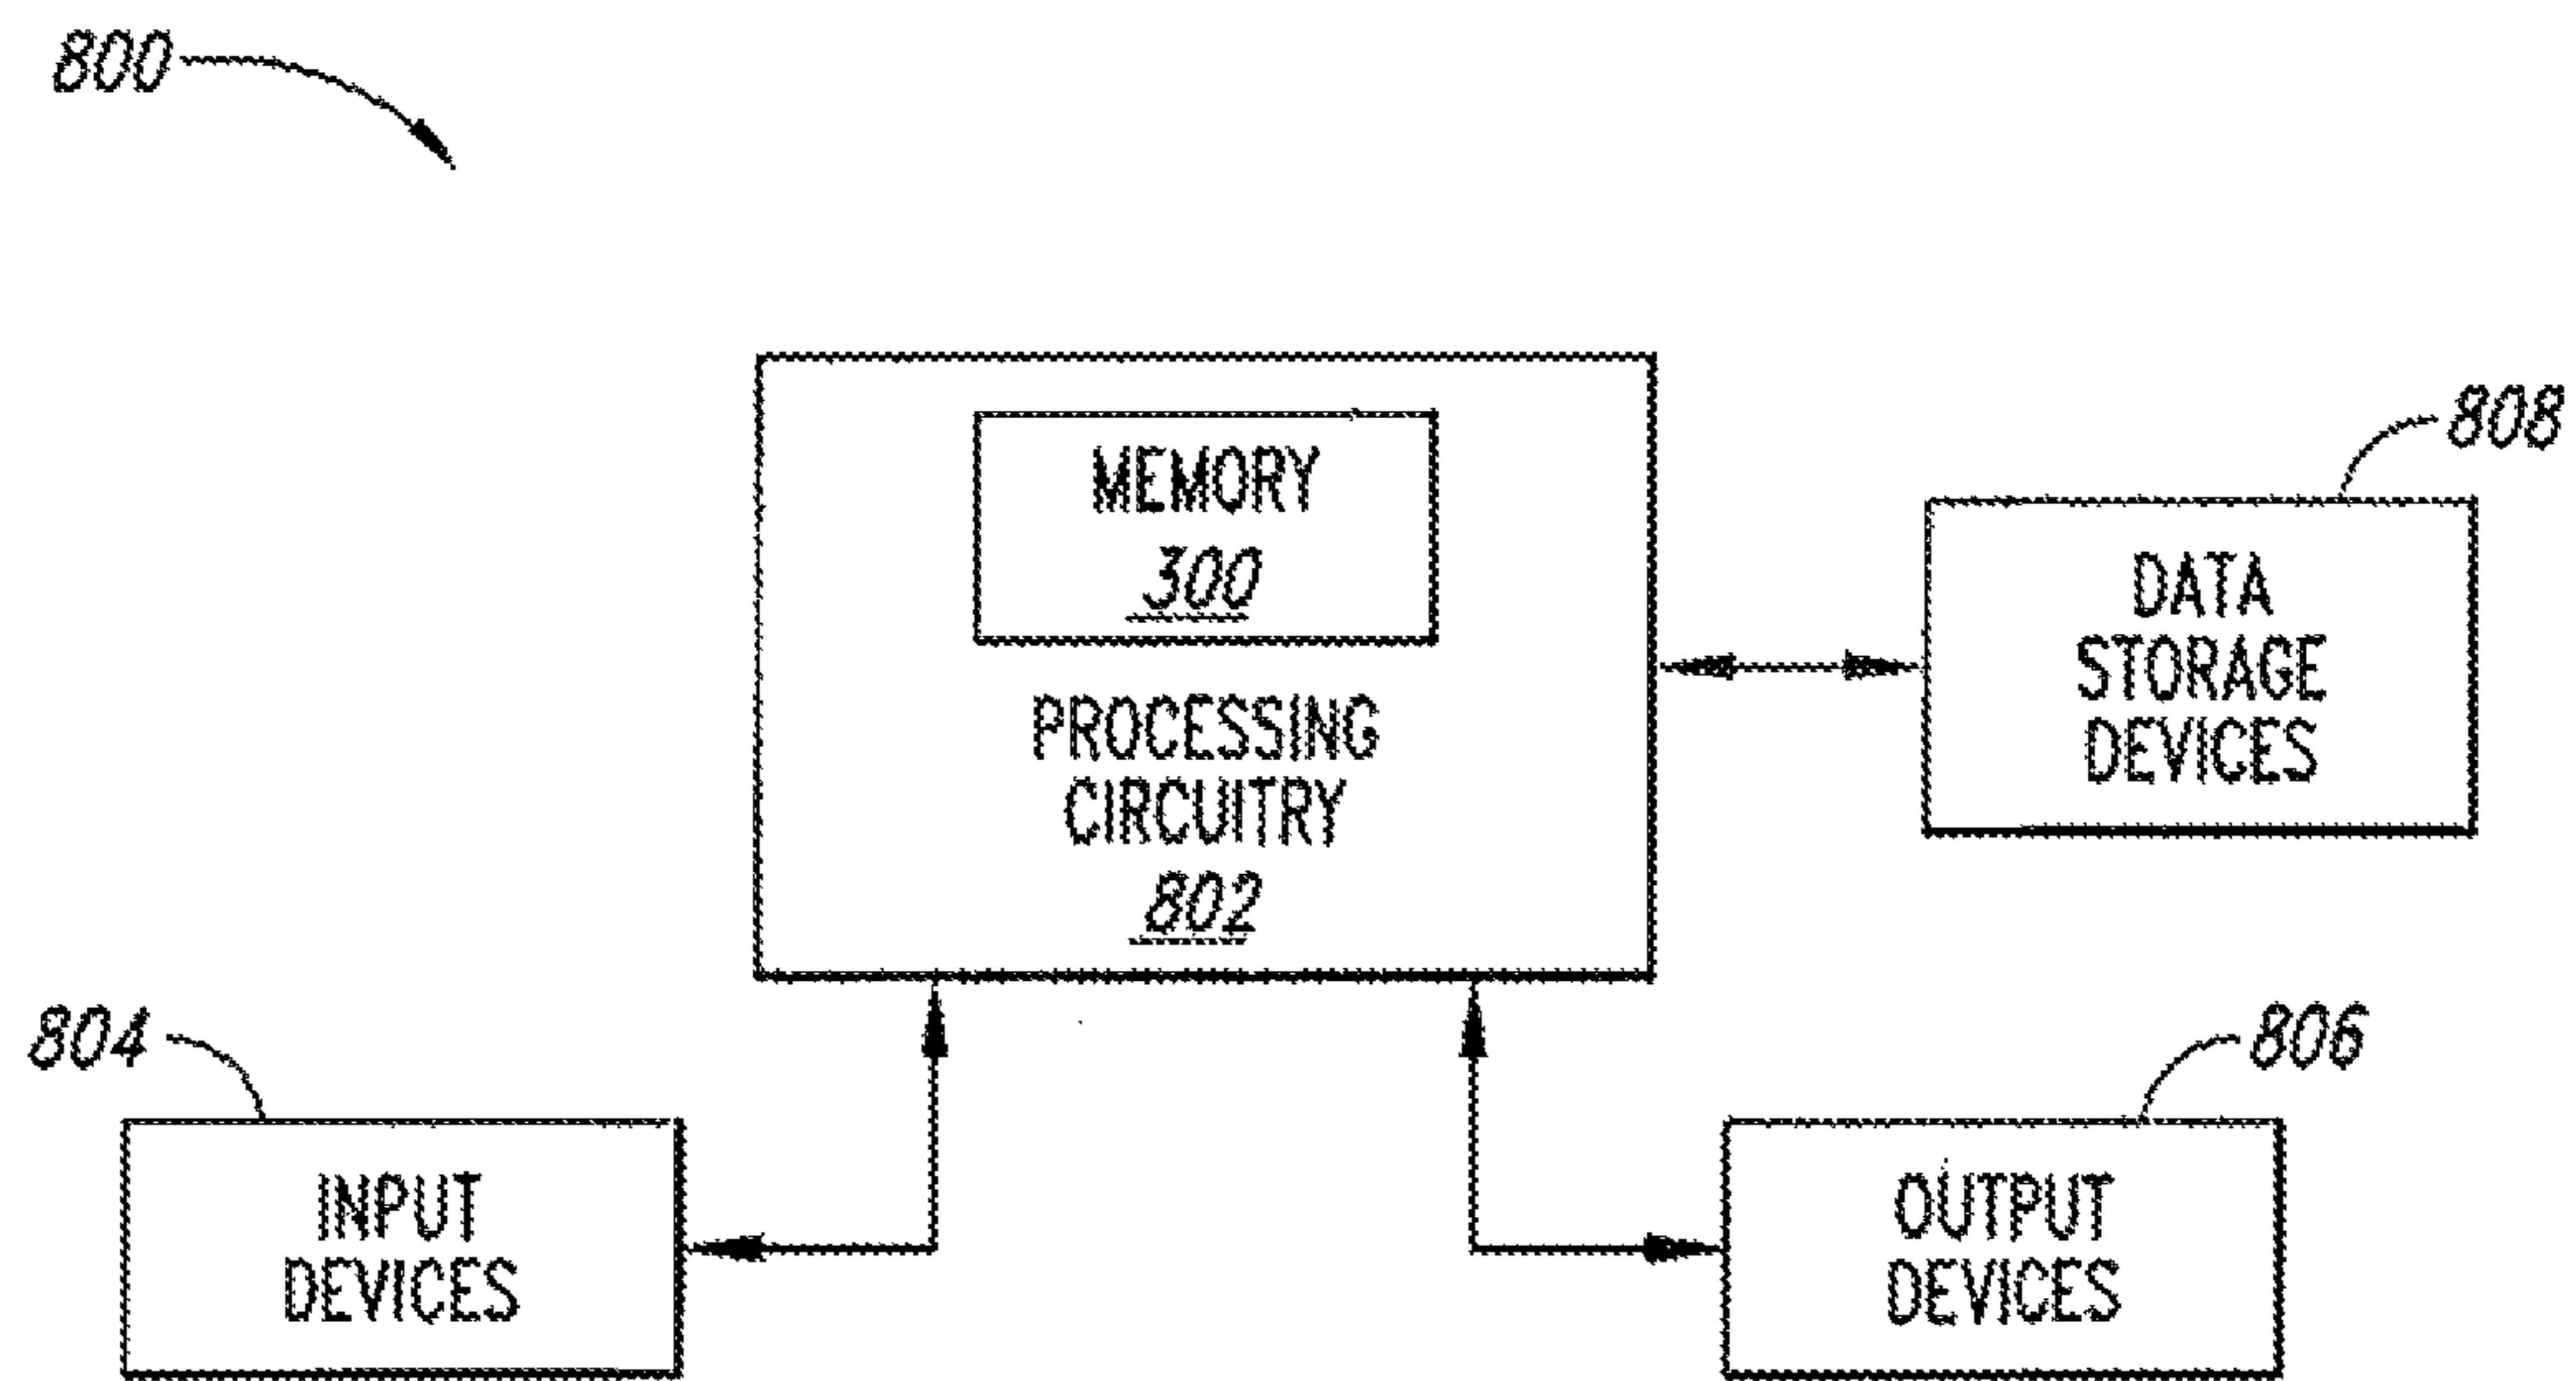 800
MEMORY
300
808
DATA
STORAGE
DEVICES
PROCESSING
CIRCUITRY
802
804
INPUT
DEVICES
806
OUTPUT
DEVICES